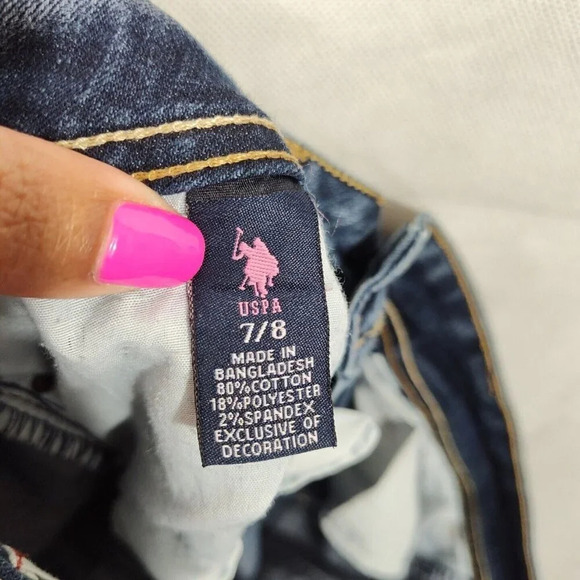 USPA
7/8
MADE IN
BANGLADESH
80%COTTON
18%POLYESTER
2%SPANDEX
EXCLUSIVE OF
DECORATION